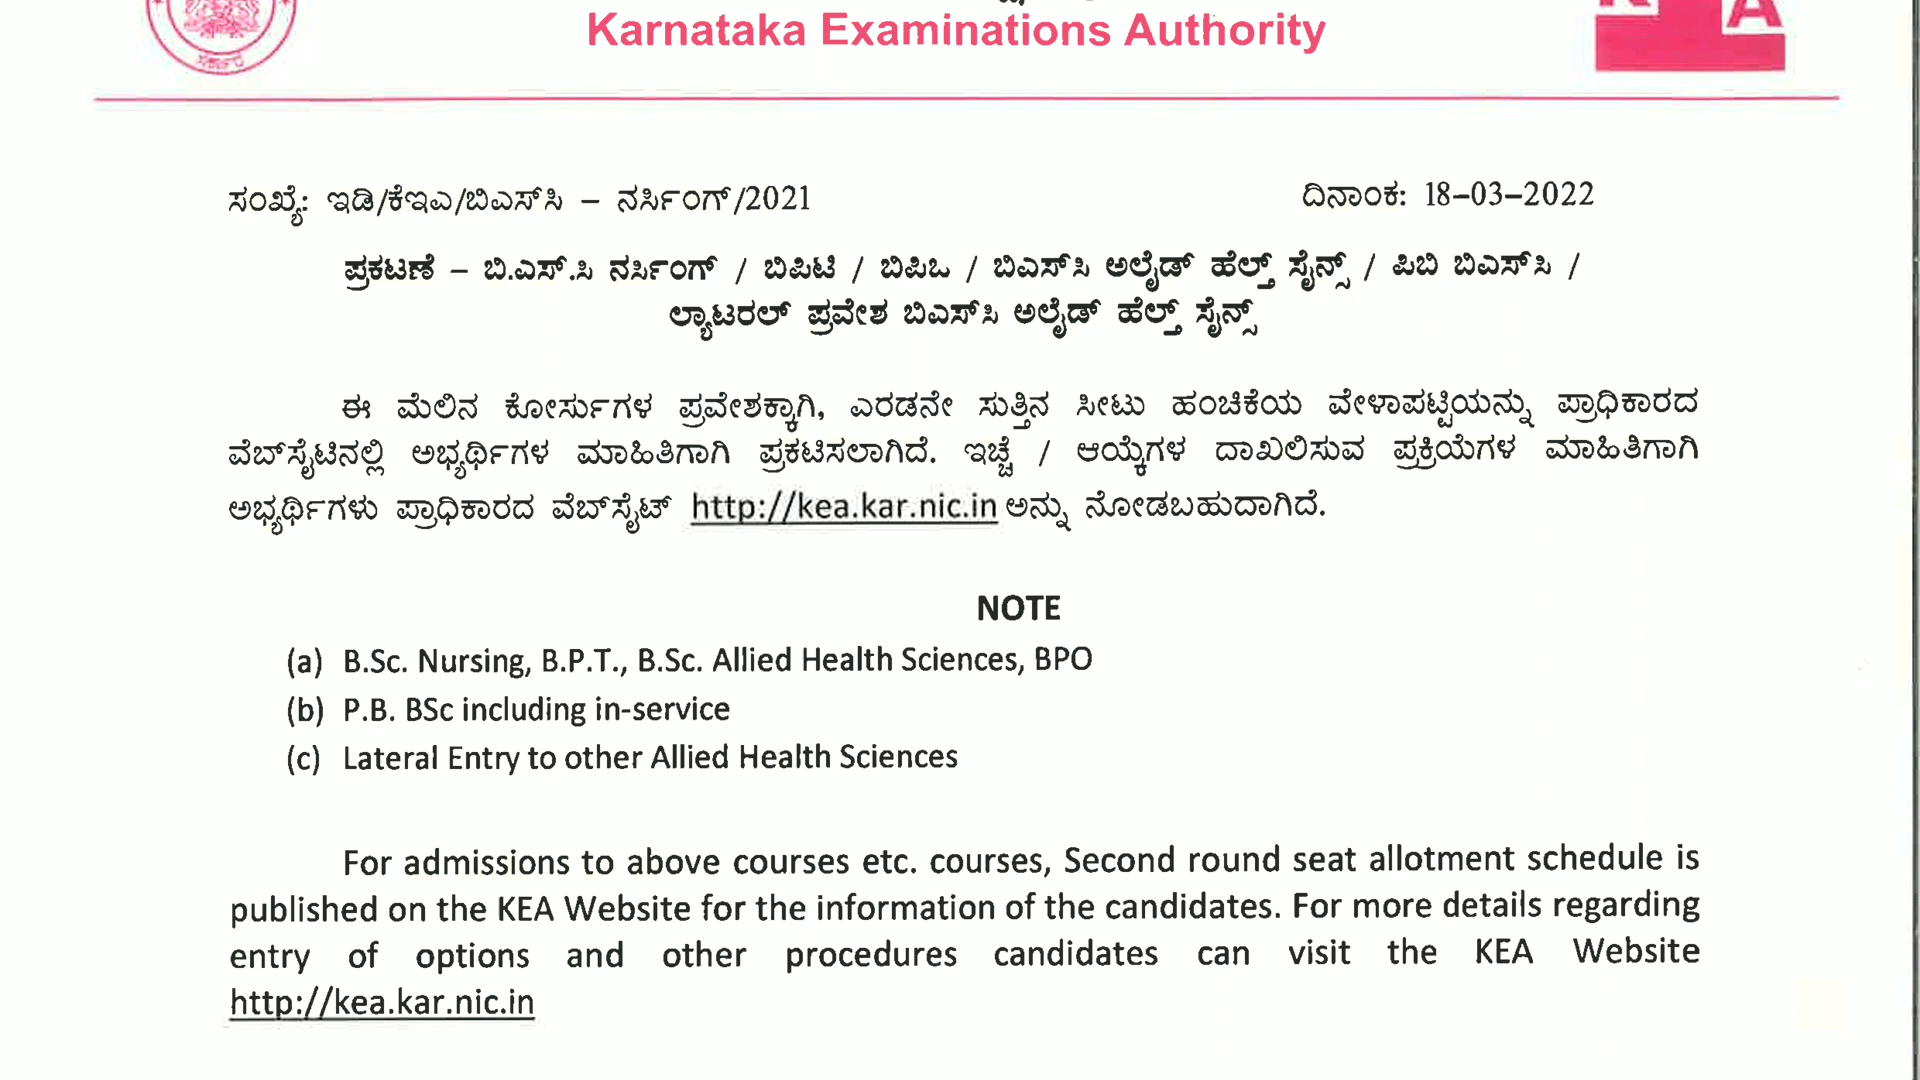 Karnataka Examinations Authority
ಸರ್ಕಾರ
ಸಂಖ್ಯೆ: ಇಡಿ/ಕೆಇಎ/ಬಿಎಸ್‌ಸಿ – ನರ್ಸಿಂಗ್/2021 ದಿನಾಂಕ: 18–03–2022
ಪ್ರಕಟಣೆ – ಬಿ.ಎಸ್.ಸಿ ನರ್ಸಿಂಗ್ / ಬಿಪಿಟಿ / ಬಿಪಿಒ / ಬಿಎಸ್‌ಸಿ ಅಲೈಡ್ ಹೆಲ್ತ್ ಸೈನ್ಸ್ / ಪಿಬಿ ಬಿಎಸ್‌ಸಿ /
ಲ್ಯಾಟರಲ್ ಪ್ರವೇಶ ಬಿಎಸ್‌ಸಿ ಅಲೈಡ್ ಹೆಲ್ತ್ ಸೈನ್ಸ್
ಈ ಮೆಲಿನ ಕೋರ್ಸುಗಳ ಪ್ರವೇಶಕ್ಕಾಗಿ, ಎರಡನೇ ಸುತ್ತಿನ ಸೀಟು ಹಂಚಿಕೆಯ ವೇಳಾಪಟ್ಟಿಯನ್ನು ಪ್ರಾಧಿಕಾರದ
ವೆಬ್‌ಸೈಟಿನಲ್ಲಿ ಅಭ್ಯರ್ಥಿಗಳ ಮಾಹಿತಿಗಾಗಿ ಪ್ರಕಟಿಸಲಾಗಿದೆ. ಇಚ್ಛೆ / ಆಯ್ಕೆಗಳ ದಾಖಲಿಸುವ ಪ್ರಕ್ರಿಯೆಗಳ ಮಾಹಿತಿಗಾಗಿ
ಅಭ್ಯರ್ಥಿಗಳು ಪ್ರಾಧಿಕಾರದ ವೆಬ್‌ಸೈಟ್ http://kea.kar.nic.in ಅನ್ನು ನೋಡಬಹುದಾಗಿದೆ.
NOTE
(a) B.Sc. Nursing, B.P.T., B.Sc. Allied Health Sciences, BPO
(b) P.B. BSc including in-service
(c) Lateral Entry to other Allied Health Sciences
For admissions to above courses etc. courses, Second round seat allotment schedule is
published on the KEA Website for the information of the candidates. For more details regarding
entry of options and other procedures candidates can visit the KEA Website
http://kea.kar.nic.in